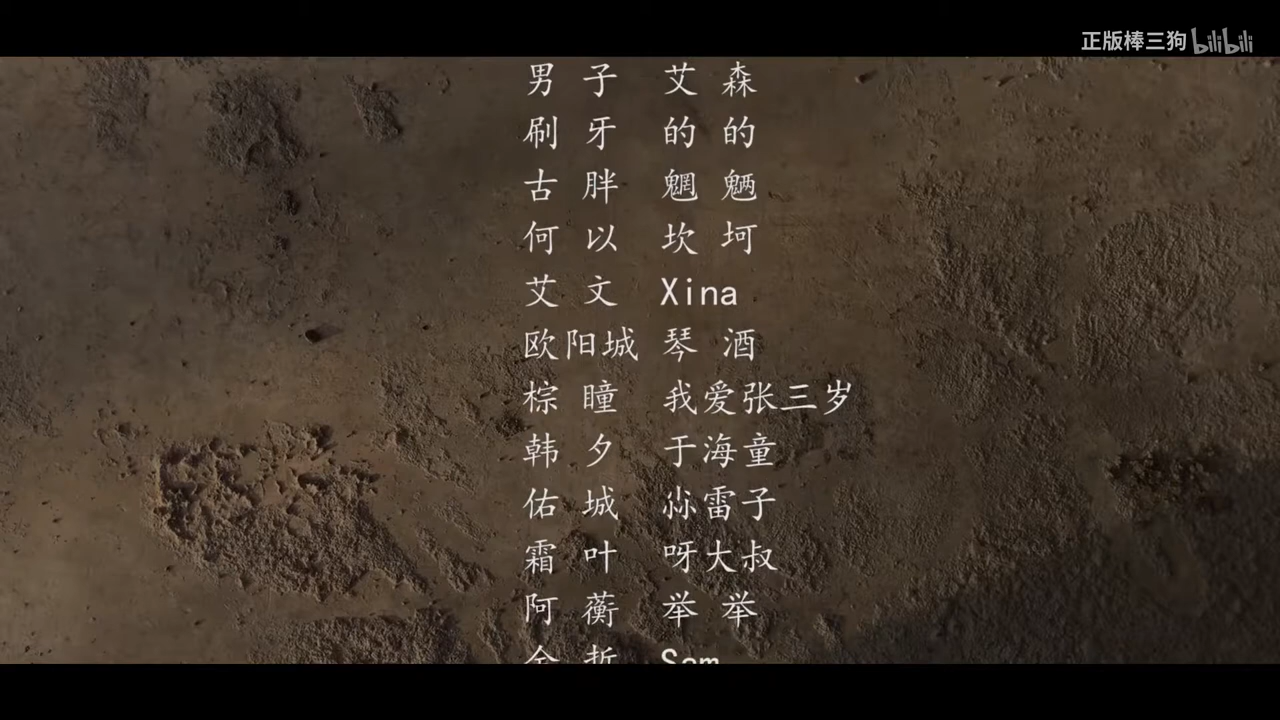 正版棒三狗 bilibili
男子 艾森
刷牙 的的
古胖 魍魉
何以 坎坷
艾文 Xina
欧阳城 琴酒
棕瞳 我爱张三岁
韩夕 于海童
佑城 尛雷子
霜叶 呀大叔
阿蘅 举举
Sam